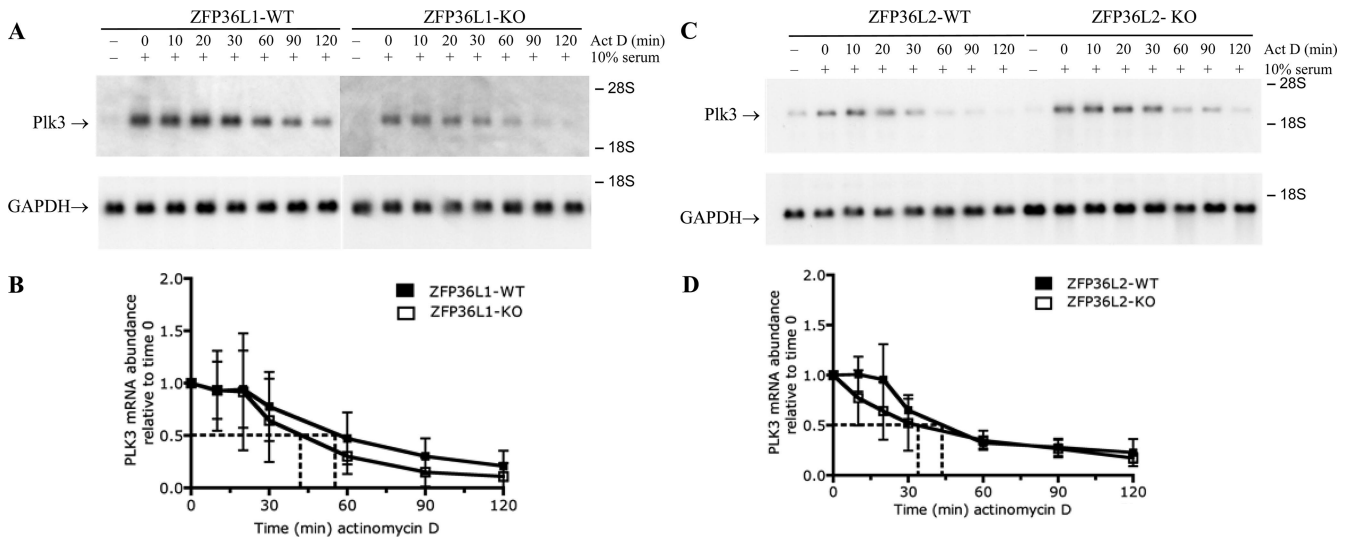 A
ZFP36L1-WT ZFP36L1-KO
– 0 10 20 30 60 90 120 – 0 10 20 30 60 90 120 Act D (min)
– + + + + + + + – + + + + + + + 10% serum
– 28S
Plk3 →
– 18S
– 18S
GAPDH→
C
ZFP36L2-WT ZFP36L2- KO
– 0 10 20 30 60 90 120 – 0 10 20 30 60 90 120 Act D (min)
– + + + + + + + – + + + + + + + 10% serum
– 28S
Plk3 →
– 18S
– 18S
GAPDH→
B
PLK3 mRNA abundance
relative to time 0
2.0
1.5
1.0
0.5
0.0
ZFP36L1-WT
ZFP36L1-KO
0 30 60 90 120
Time (min) actinomycin D
D
PLK3 mRNA abundance
relative to time 0
2.0
1.5
1.0
0.5
0.0
ZFP36L2-WT
ZFP36L2-KO
0 30 60 90 120
Time (min) actinomycin D